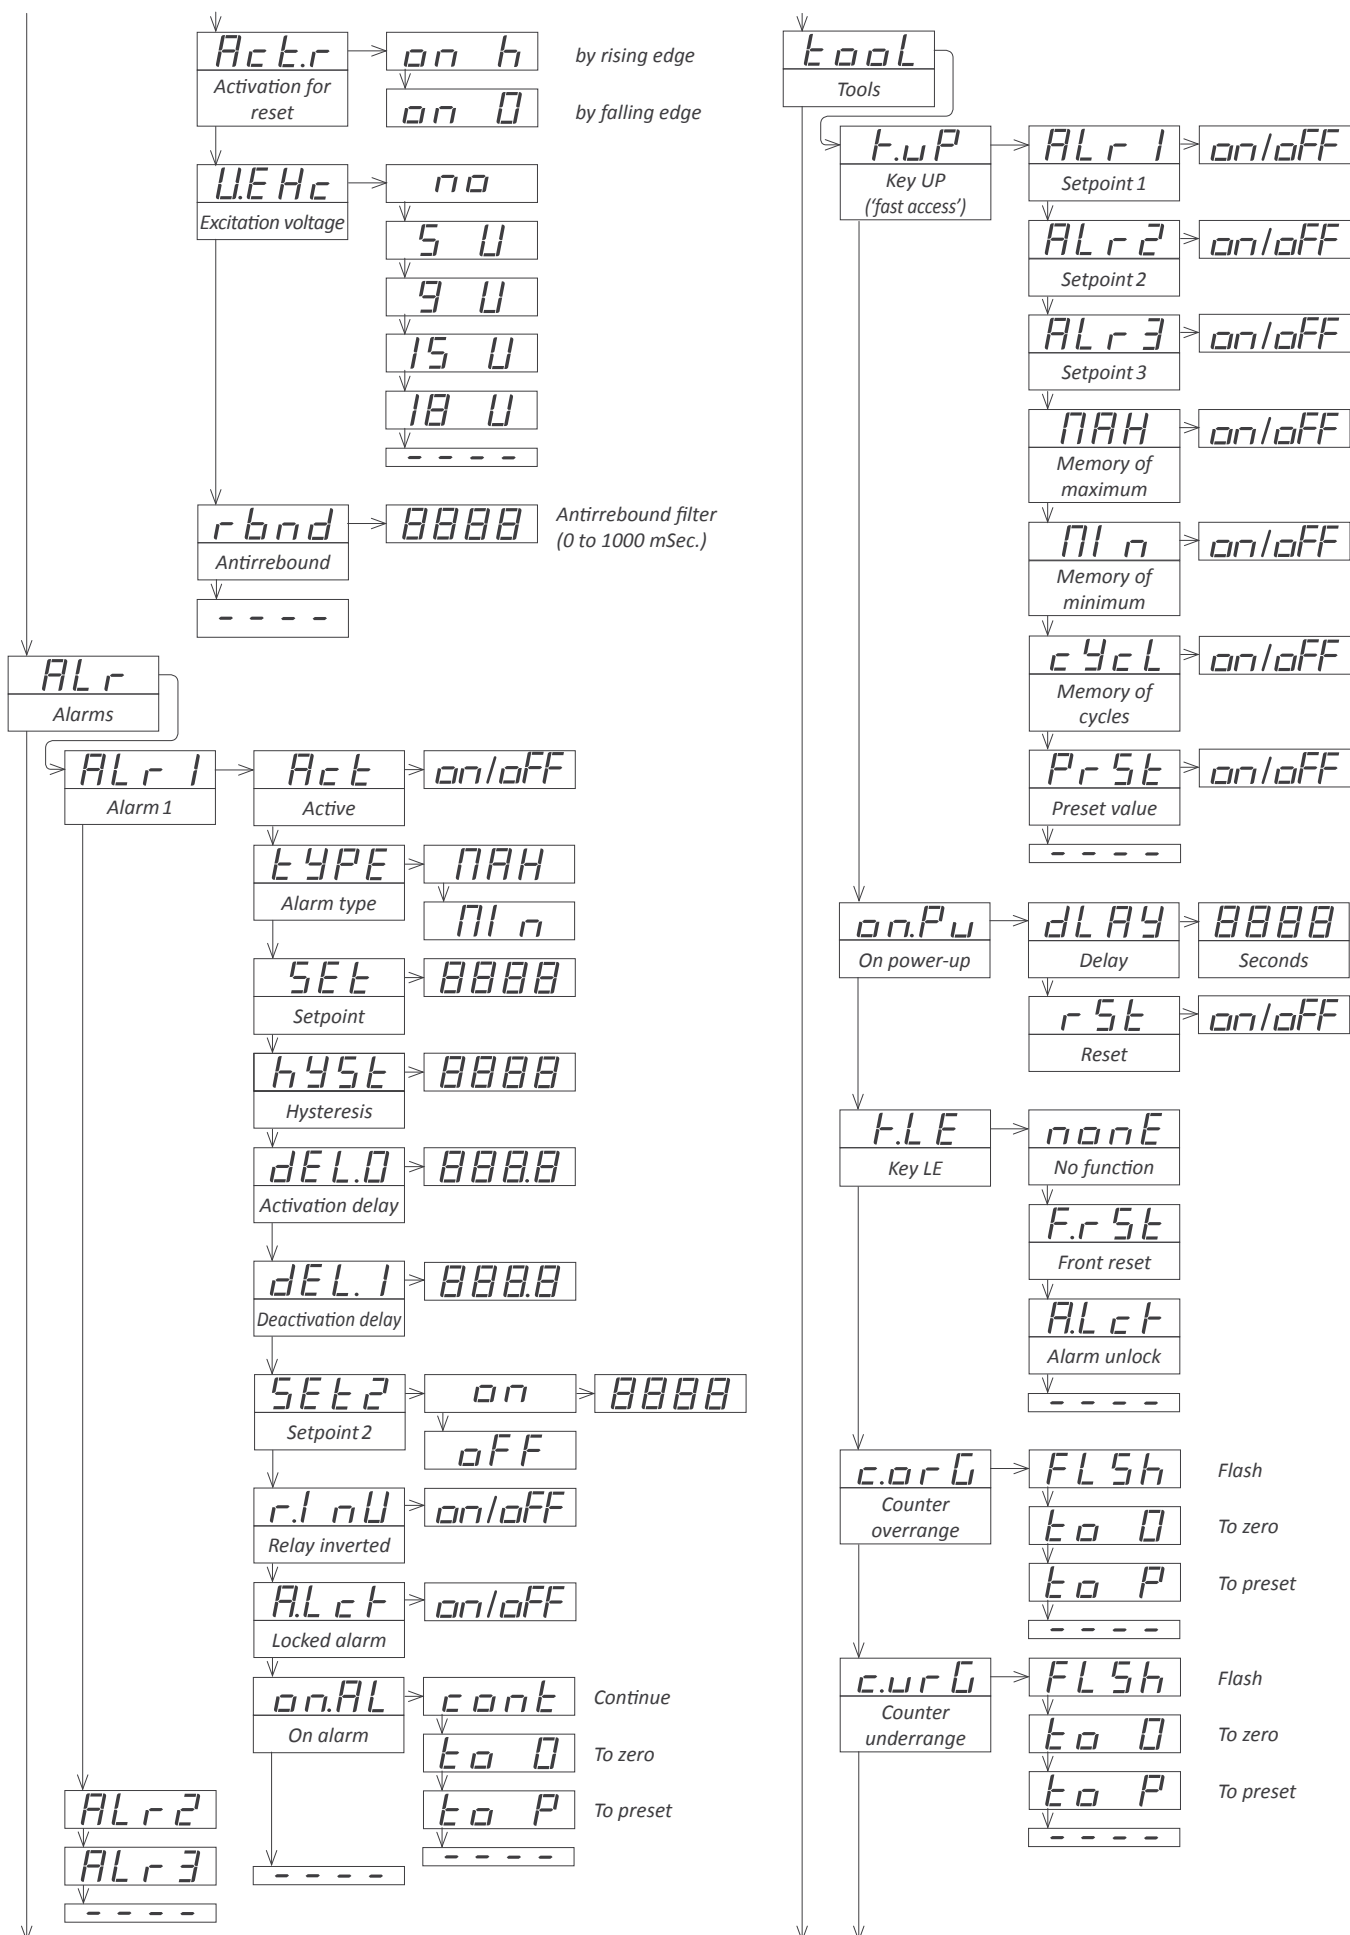 Act.r
on h
by rising edge
Activation for
reset
on 0
by falling edge
V.EHc
no
Excitation voltage
5 V
9 V
15 V
18 V
- - - -
rbnd
8888
Antirrebound filter
(0 to 1000 mSec.)
Antirrebound
- - - -
ALr
Alarms
ALr1
Act
on/oFF
Alarm 1
Active
tYPE
MAH
Alarm type
MIn
SEt
8888
Setpoint
hYSt
8888
Hysteresis
dEL.0
888.8
Activation delay
dEL.1
888.8
Deactivation delay
SEt2
on
8888
Setpoint 2
oFF
r.InV
on/oFF
Relay inverted
A.Lck
on/oFF
Locked alarm
on.AL
cont
Continue
On alarm
to 0
To zero
ALr2
to P
To preset
ALr3
- - - -
- - - -
- - - -
tooL
Tools
k.uP
ALr1
on/oFF
Key UP
('fast access')
Setpoint 1
ALr2
on/oFF
Setpoint 2
ALr3
on/oFF
Setpoint 3
MAH
on/oFF
Memory of
maximum
MIn
on/oFF
Memory of
minimum
cYcL
on/oFF
Memory of
cycles
PrSt
on/oFF
Preset value
- - - -
on.Pu
dLAY
8888
On power-up
Delay
Seconds
rSt
on/oFF
Reset
k.LE
nonE
Key LE
No function
F.rSt
Front reset
A.Lck
Alarm unlock
- - - -
c.orG
FLSh
Flash
Counter
overrange
to 0
To zero
to P
To preset
- - - -
c.urG
FLSh
Flash
Counter
underrange
to 0
To zero
to P
To preset
- - - -